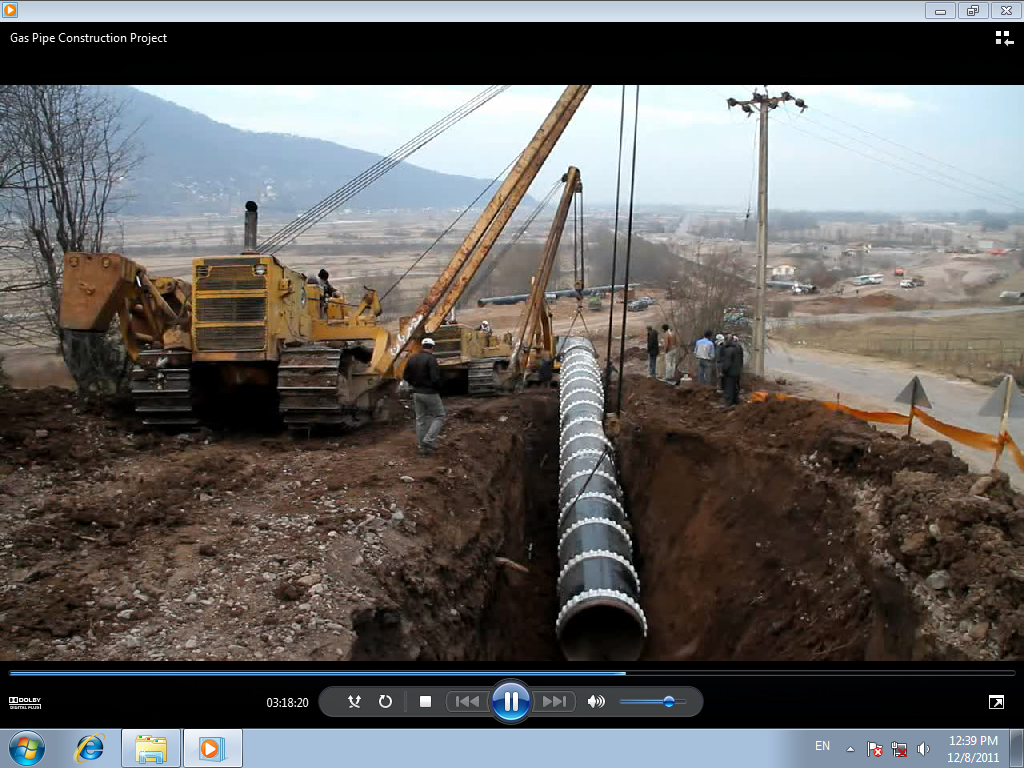 Gas Pipe Construction Project
DOLBY
DIGITAL PLUS
03:18:20
EN
12:39 PM
12/8/2011